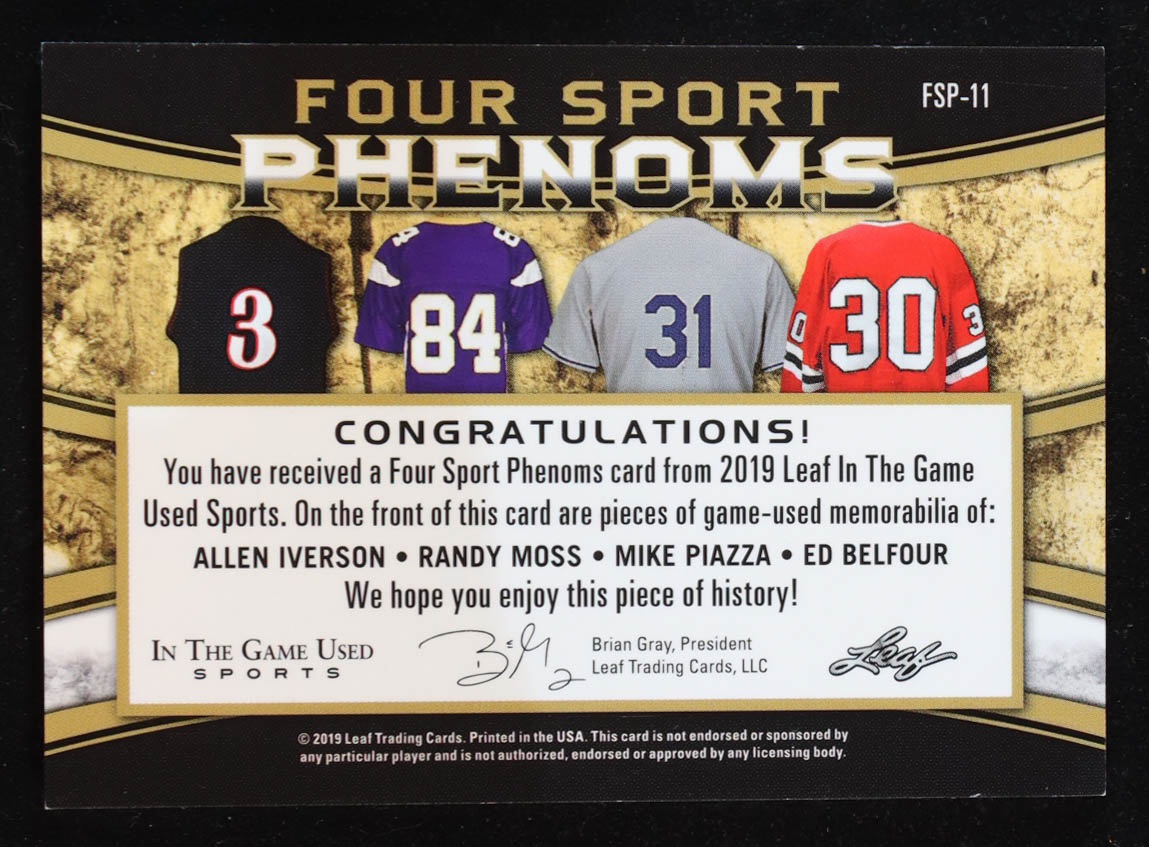 FOUR SPORT
FSP-11
PHENOMS
3
84
84
8
31
0
30
3
CONGRATULATIONS!
You have received a Four Sport Phenoms card from 2019 Leaf In The Game
Used Sports. On the front of this card are pieces of game-used memorabilia of:
ALLEN IVERSON • RANDY MOSS • MIKE PIAZZA • ED BELFOUR
We hope you enjoy this piece of history!
IN THE GAME USED
SPORTS
Brian Gray, President
Leaf Trading Cards, LLC
Leaf
© 2019 Leaf Trading Cards. Printed in the USA. This card is not endorsed or sponsored by
any particular player and is not authorized, endorsed or approved by any licensing body.